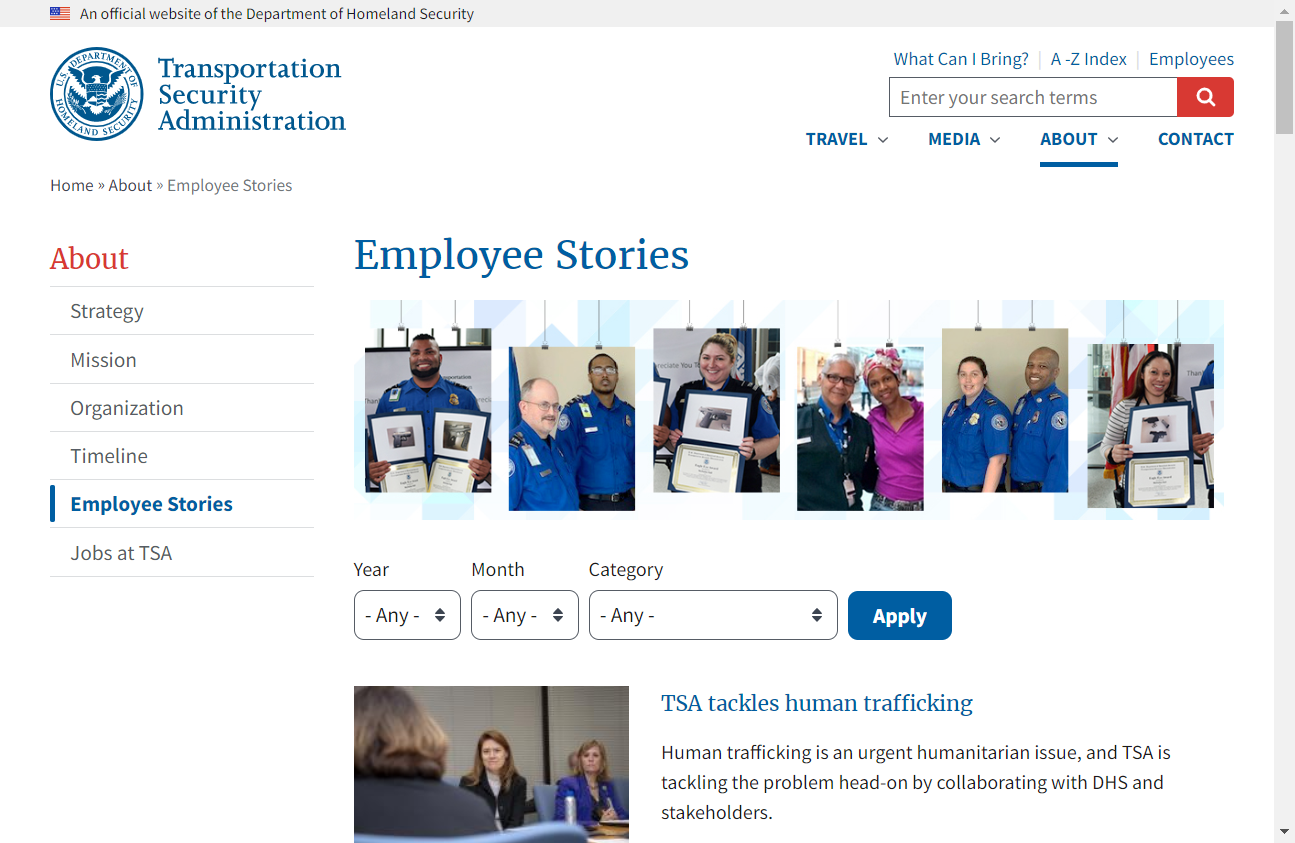 An official website of the Department of Homeland Security
U.S. DEPARTMENT OF HOMELAND SECURITY
Transportation
Security
Administration
What Can I Bring?
A -Z Index
Employees
Enter your search terms
TRAVEL
MEDIA
ABOUT
CONTACT
Home » About » Employee Stories
About
Strategy
Mission
Organization
Timeline
Employee Stories
Jobs at TSA
Employee Stories
Year
Month
Category
- Any -
- Any -
- Any -
Apply
TSA tackles human trafficking
Human trafficking is an urgent humanitarian issue, and TSA is
tackling the problem head-on by collaborating with DHS and
stakeholders.